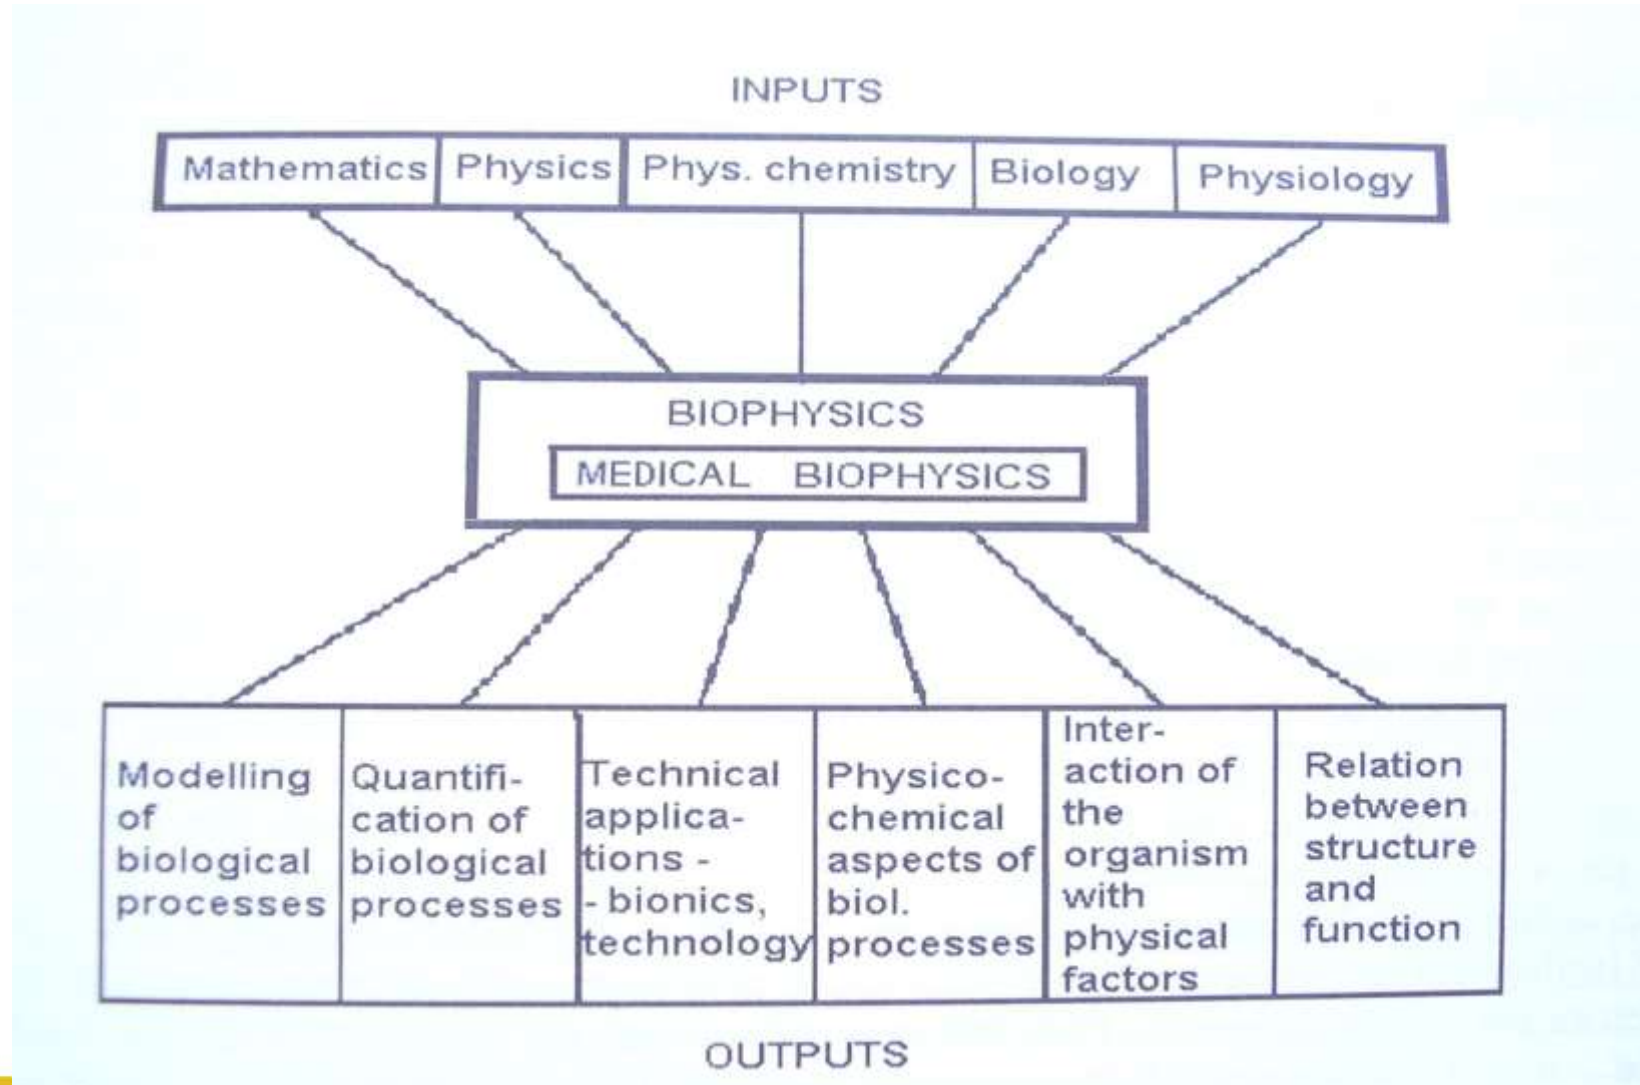 INPUTS
Mathematics
Physics
Phys. chemistry
Biology
Physiology
BIOPHYSICS
MEDICAL BIOPHYSICS
Modelling
of
biological
processes
Quantifi-
cation of
biological
processes
Technical
applica-
tions -
- bionics,
technology
Physico-
chemical
aspects of
biol.
processes
Inter-
action of
the
organism
with
physical
factors
Relation
between
structure
and
function
OUTPUTS